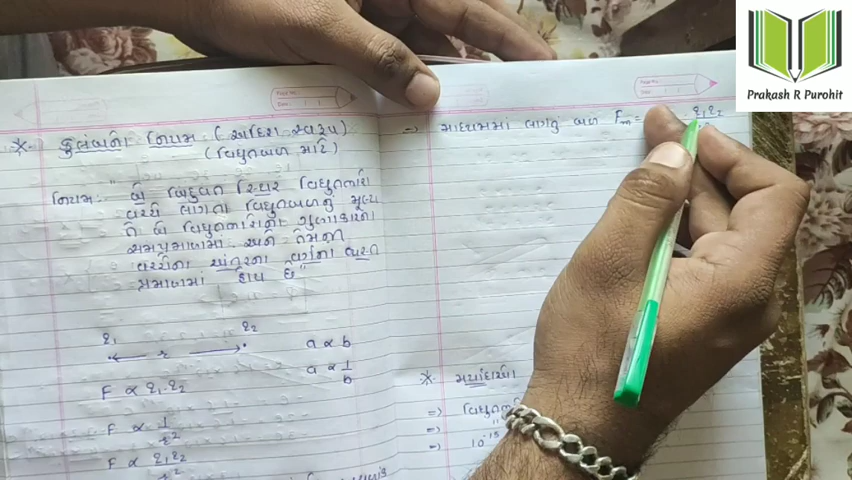 * કુલંબનો નિયમ (અદિશ સ્વરૂપ)
(વિદ્યુતબળ માટે)
નિયમ: "બે બિંદુવત સ્થિર વિદ્યુતભારો
વચ્ચે લાગતા વિદ્યુતબળનું મૂલ્ય
તે બે વિદ્યુતભારોના ગુણાકારના
સમપ્રમાણમાં અને તેમની
વચ્ચેના અંતરના વર્ગના વ્યસ્ત
પ્રમાણમાં હોય છે"
q₁ q₂
r
a ∝ b
a ∝ 1/b
F ∝ q₁.q₂
F ∝ 1/r²
F ∝ q₁q₂/r²
⇒ માધ્યમમાં લાગતુ બળ Fm = q₁q₂
* મર્યાદાઓ
⇒
⇒
⇒ 10⁻¹⁵
Prakash R Purohit